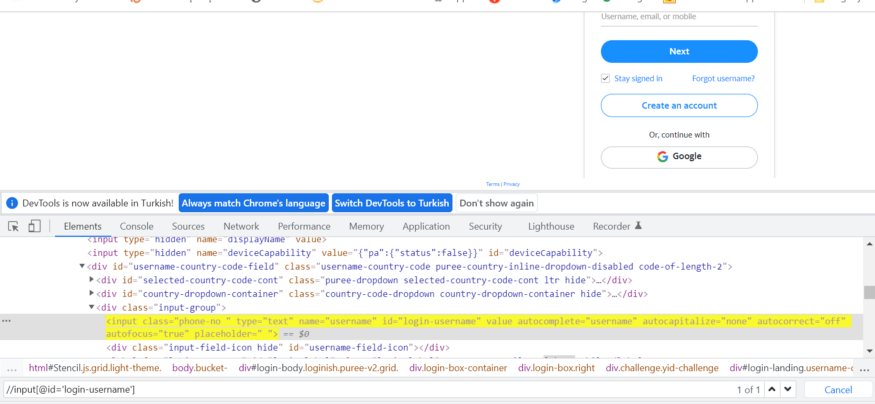 Username, email, or mobile
Next
Stay signed in Forgot username?
Create an account
Or, continue with
Google
Terms | Privacy
DevTools is now available in Turkish! Always match Chrome's language Switch DevTools to Turkish Don't show again
Elements Console Sources Network Performance Memory Application Security Lighthouse Recorder
<input type="hidden" name="displayName" value>
<input type="hidden" name="deviceCapability" value="{"pa":{"status":false}}" id="deviceCapability">
▼<div id="username-country-code-field" class="username-country-code puree-country-inline-dropdown-disabled code-of-length-2">
▶<div id="selected-country-code-cont" class="puree-dropdown selected-country-code-cont ltr hide">…</div>
▶<div id="country-dropdown-container" class="country-code-dropdown country-dropdown-container hide">…</div>
▼<div class="input-group">
... <input class="phone-no " type="text" name="username" id="login-username" value autocomplete="username" autocapitalize="none" autocorrect="off"
autofocus="true" placeholder=" "> == $0
<div class="input-field-icon hide" id="username-field-icon"></div>
... html#Stencil.js.grid.light-theme. body.bucket- div#login-body.loginish.puree-v2.grid. div.login-box-container div.login-box.right div.challenge.yid-challenge div#login-landing.username-c ...
//input[@id='login-username'] 1 of 1 Cancel